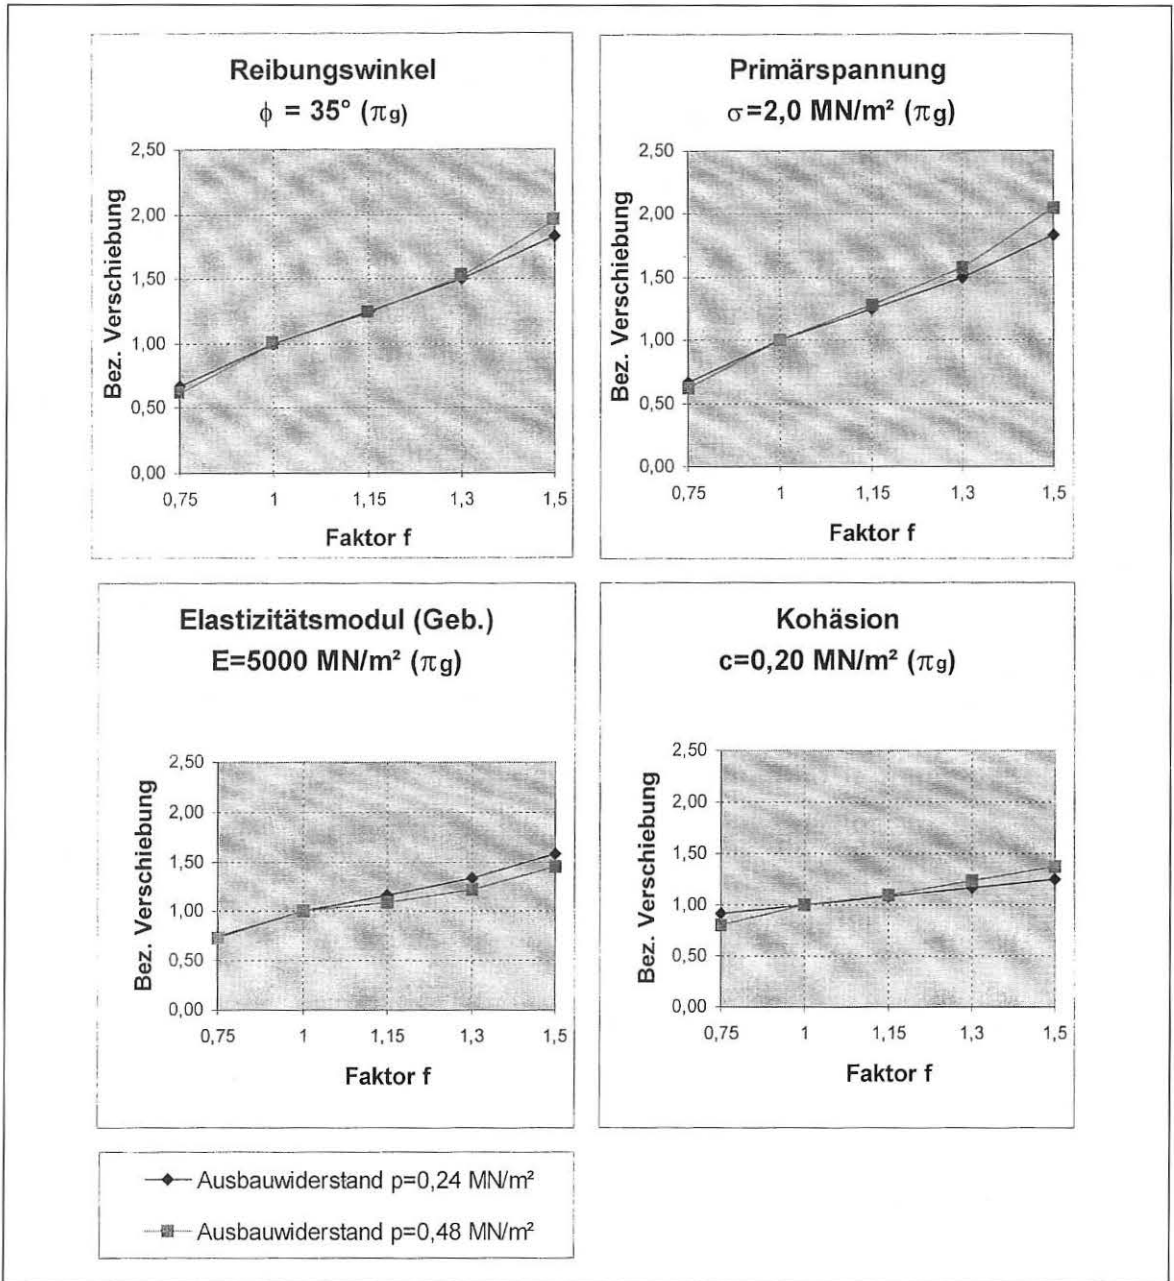 Reibungswinkel
ϕ = 35° (πg)
Bez. Verschiebung
2,50
2,00
1,50
1,00
0,50
0,00
0,75 1 1,15 1,3 1,5
Faktor f
Primärspannung
σ=2,0 MN/m² (πg)
Bez. Verschiebung
2,50
2,00
1,50
1,00
0,50
0,00
0,75 1 1,15 1,3 1,5
Faktor f
Elastizitätsmodul (Geb.)
E=5000 MN/m² (πg)
Bez. Verschiebung
2,50
2,00
1,50
1,00
0,50
0,00
0,75 1 1,15 1,3 1,5
Faktor f
Kohäsion
c=0,20 MN/m² (πg)
Bez. Verschiebung
2,50
2,00
1,50
1,00
0,50
0,00
0,75 1 1,15 1,3 1,5
Faktor f
Ausbauwiderstand p=0,24 MN/m²
Ausbauwiderstand p=0,48 MN/m²